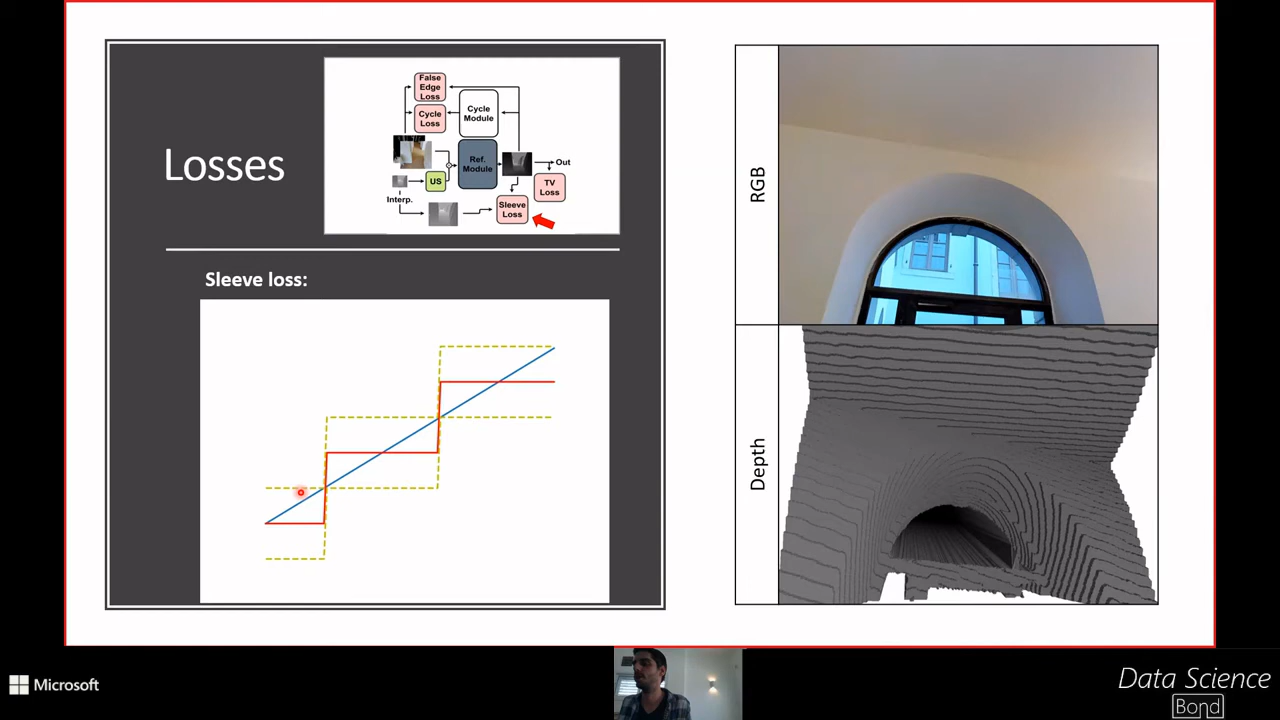 Losses
False
Edge
Loss
Cycle
Loss
Cycle
Module
Ref.
Module
US
Interp.
Out
TV
Loss
Sleeve
Loss
Sleeve loss:
RGB
Depth
Microsoft
Data Science
Bond